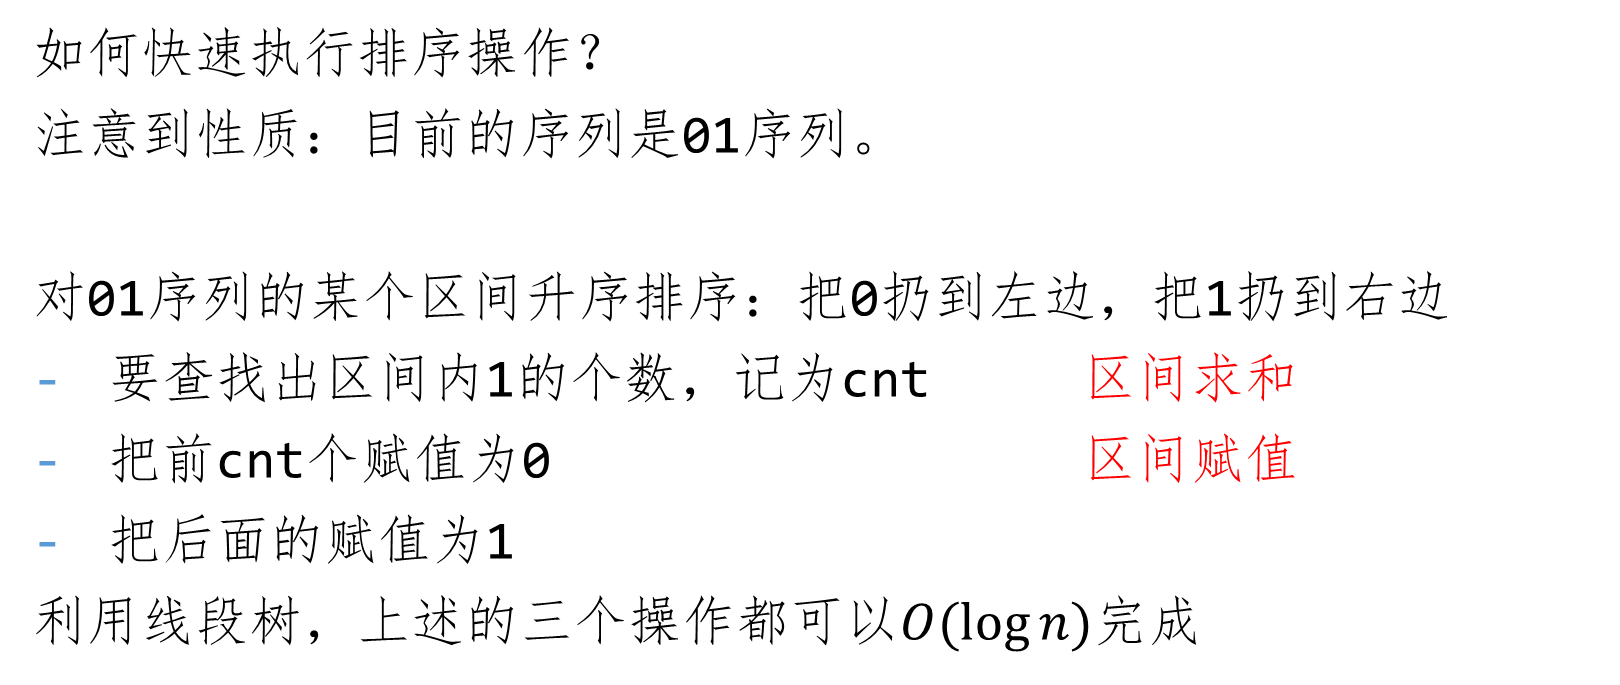 如何快速执行排序操作？
注意到性质：目前的序列是01序列。
对01序列的某个区间升序排序：把0扔到左边，把1扔到右边
- 要查找出区间内1的个数，记为cnt 区间求和
- 把前cnt个赋值为0 区间赋值
- 把后面的赋值为1
利用线段树，上述的三个操作都可以O(log n)完成